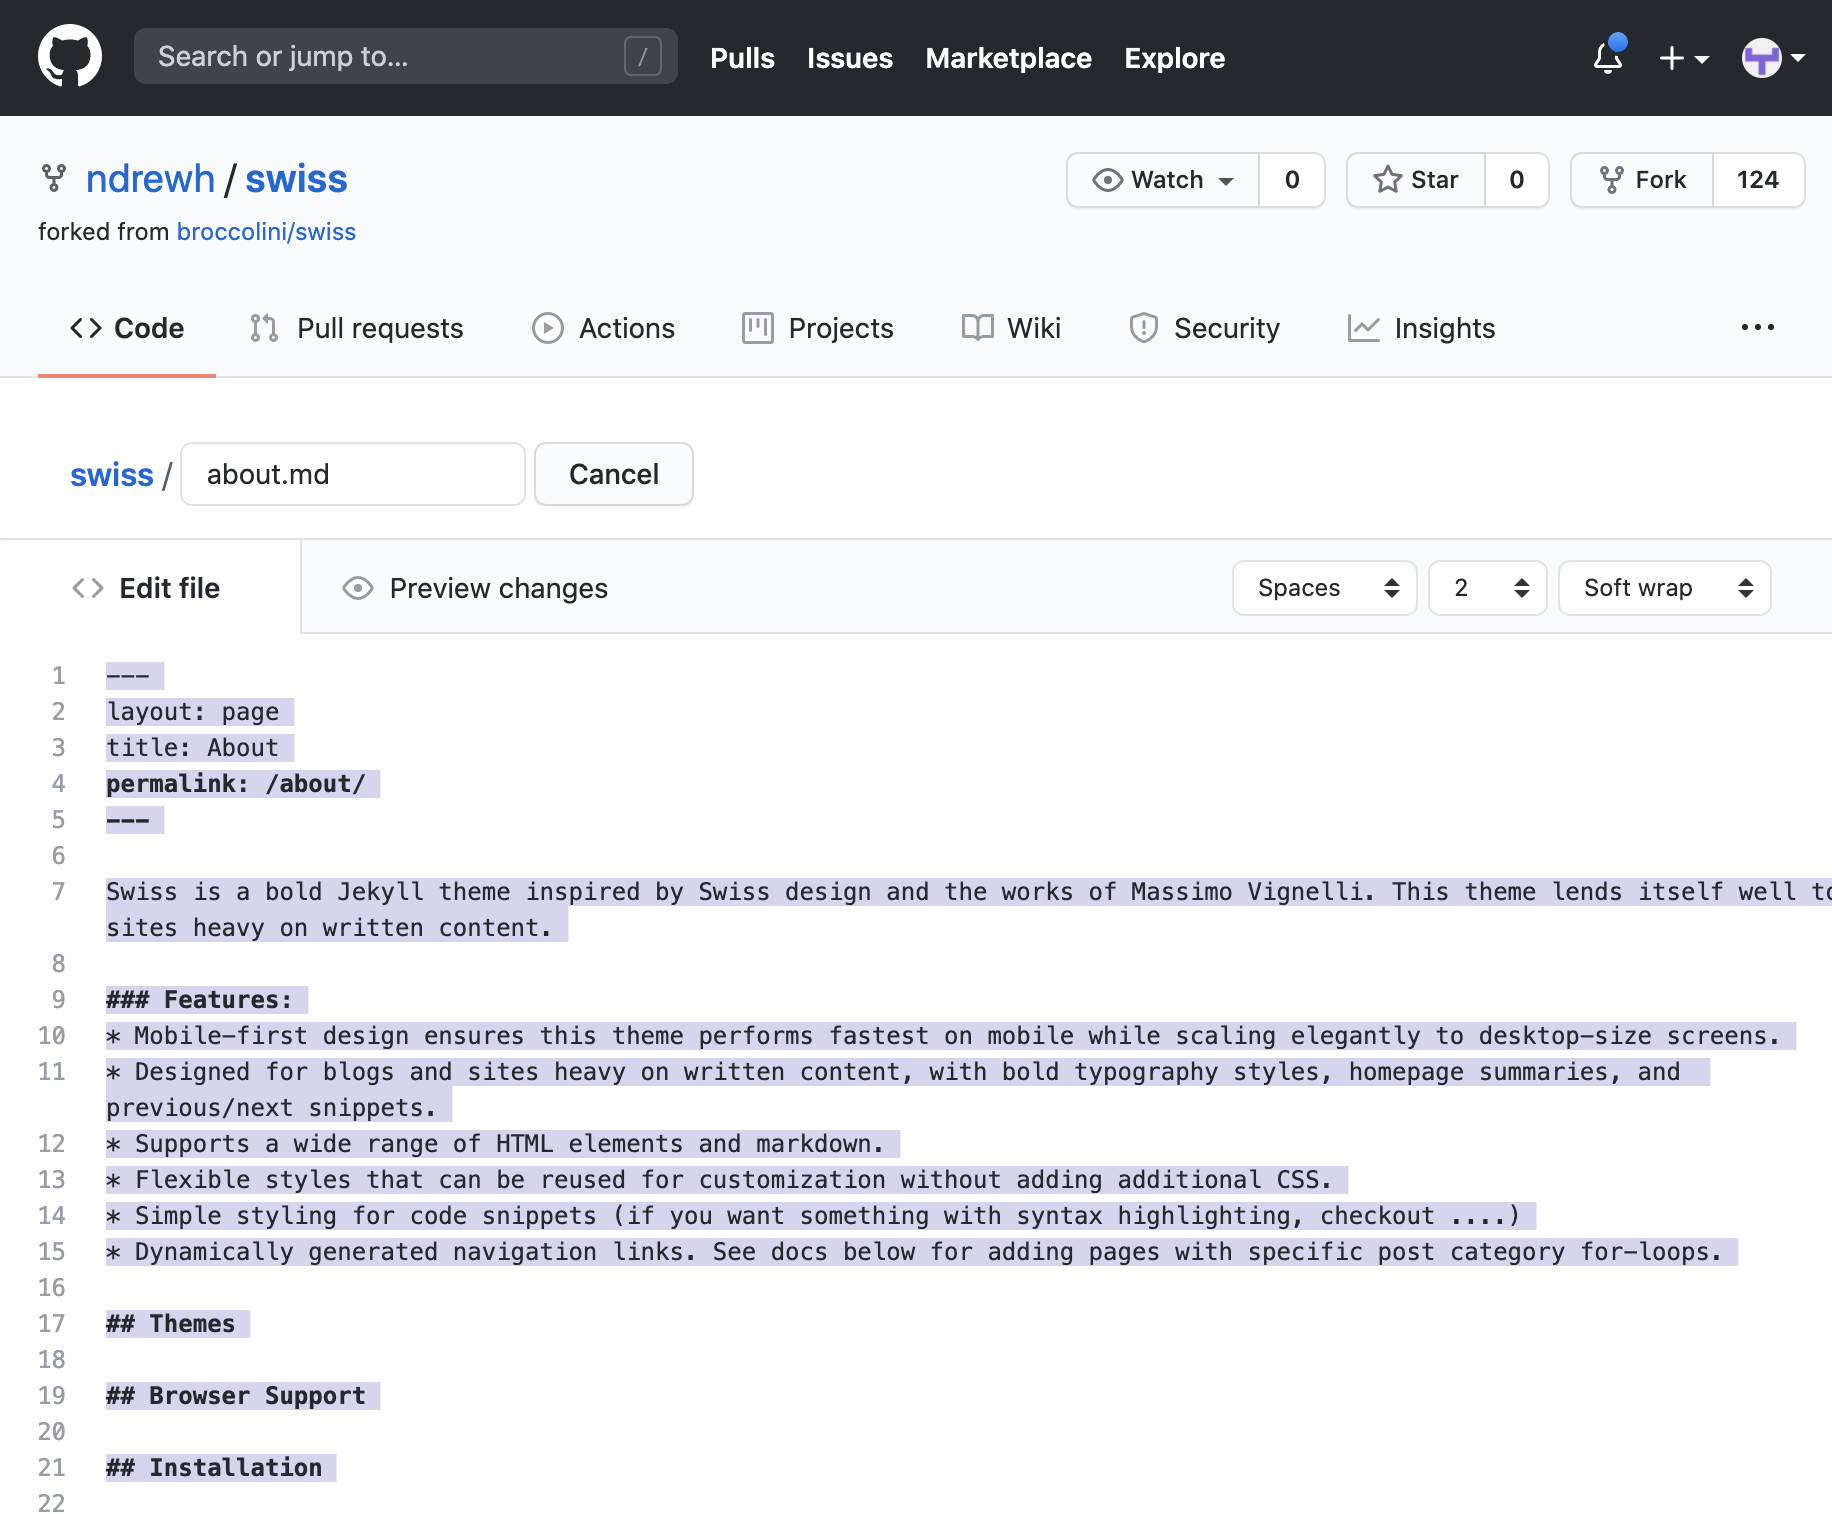 Search or jump to... /
Pulls Issues Marketplace Explore
ndrewh / swiss
Watch 0 Star 0 Fork 124
forked from broccolini/swiss
Code Pull requests Actions Projects Wiki Security Insights ...
swiss / about.md Cancel
Edit file Preview changes Spaces 2 Soft wrap
1 ---
2 layout: page
3 title: About
4 permalink: /about/
5 ---
6
7 Swiss is a bold Jekyll theme inspired by Swiss design and the works of Massimo Vignelli. This theme lends itself well to
sites heavy on written content.
8
9 ### Features:
10 * Mobile-first design ensures this theme performs fastest on mobile while scaling elegantly to desktop-size screens.
11 * Designed for blogs and sites heavy on written content, with bold typography styles, homepage summaries, and
previous/next snippets.
12 * Supports a wide range of HTML elements and markdown.
13 * Flexible styles that can be reused for customization without adding additional CSS.
14 * Simple styling for code snippets (if you want something with syntax highlighting, checkout ....)
15 * Dynamically generated navigation links. See docs below for adding pages with specific post category for-loops.
16
17 ## Themes
18
19 ## Browser Support
20
21 ## Installation
22